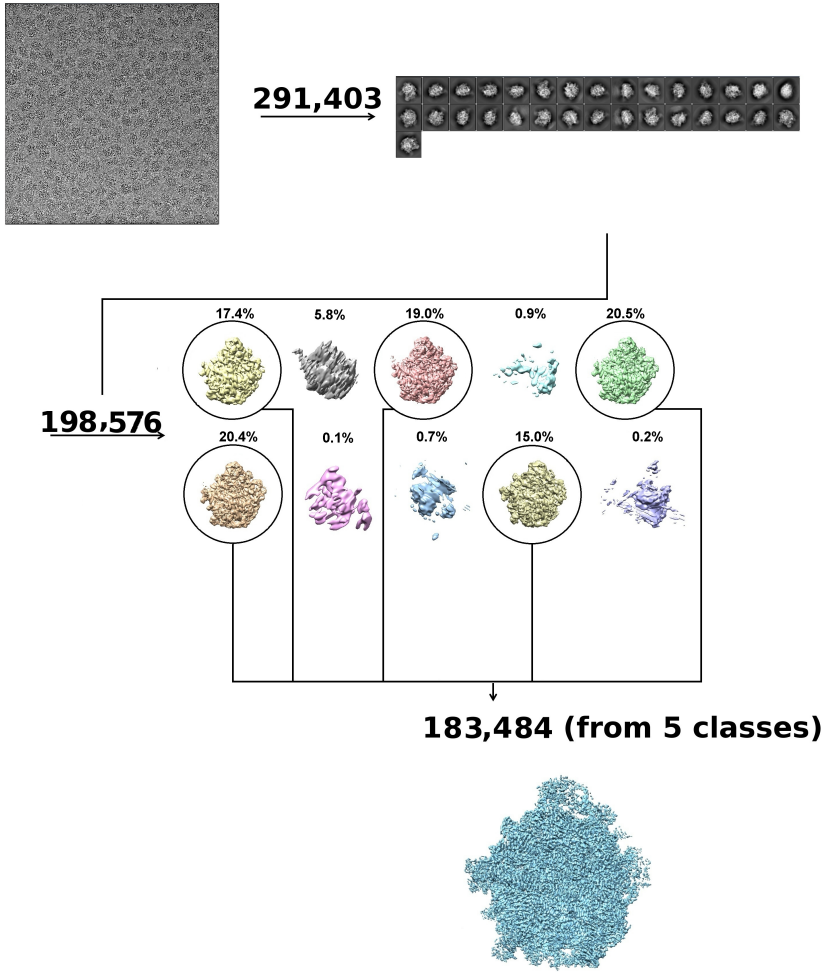 291,403
17.4% 5.8% 19.0% 0.9% 20.5%
198,576
20.4% 0.1% 0.7% 15.0% 0.2%
183,484 (from 5 classes)